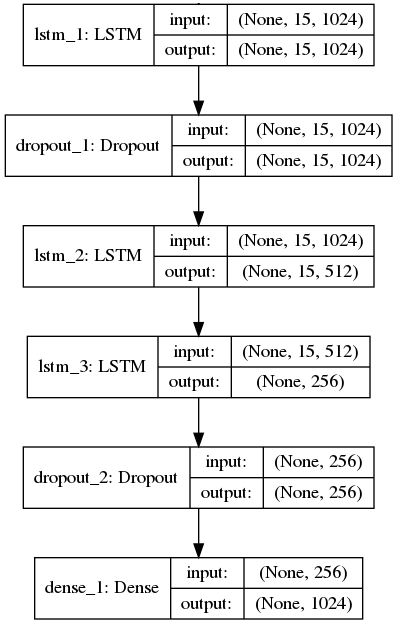 lstm_1: LSTM input: (None, 15, 1024)
output: (None, 15, 1024)
dropout_1: Dropout input: (None, 15, 1024)
output: (None, 15, 1024)
lstm_2: LSTM input: (None, 15, 1024)
output: (None, 15, 512)
lstm_3: LSTM input: (None, 15, 512)
output: (None, 256)
dropout_2: Dropout input: (None, 256)
output: (None, 256)
dense_1: Dense input: (None, 256)
output: (None, 1024)